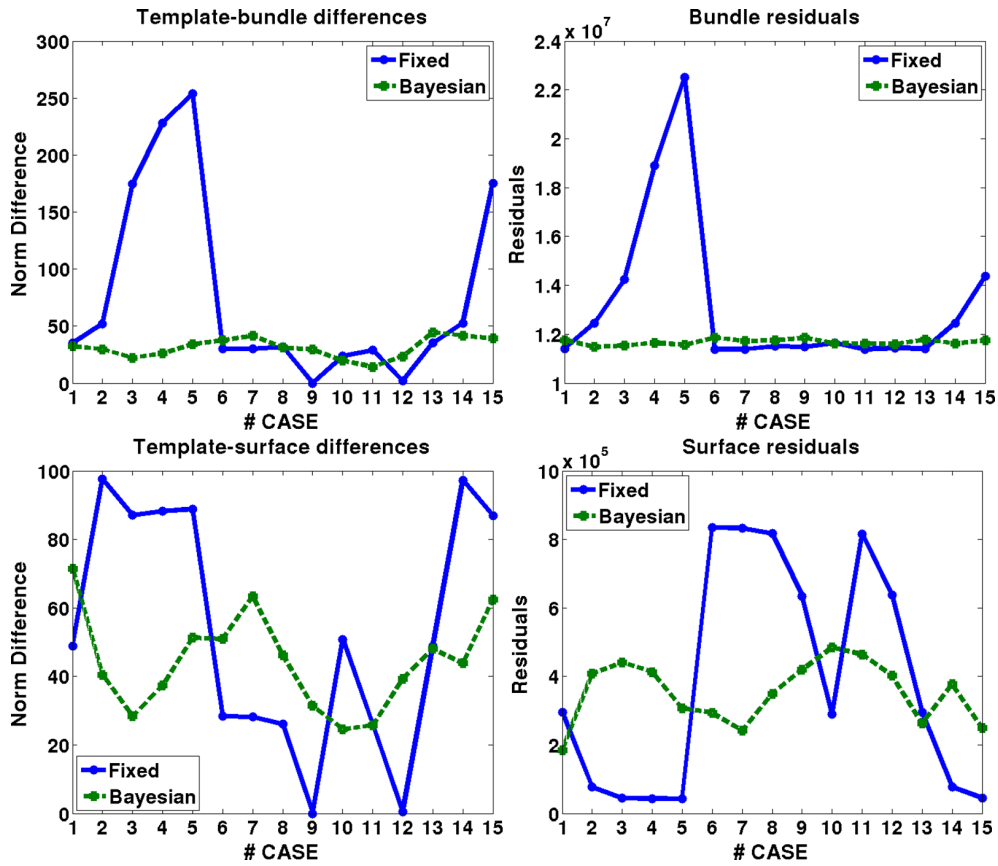 Template-bundle differences
300
250
200
150
100
50
0
Norm Difference
Fixed
Bayesian
1 2 3 4 5 6 7 8 9 10 11 12 13 14 15
# CASE
Bundle residuals
x 10^7
2.4
2.2
2
1.8
1.6
1.4
1.2
1
Residuals
Fixed
Bayesian
1 2 3 4 5 6 7 8 9 10 11 12 13 14 15
# CASE
Template-surface differences
100
80
60
40
20
0
Norm Difference
Fixed
Bayesian
1 2 3 4 5 6 7 8 9 10 11 12 13 14 15
# CASE
Surface residuals
x 10^5
10
8
6
4
2
0
Residuals
Fixed
Bayesian
1 2 3 4 5 6 7 8 9 10 11 12 13 14 15
# CASE